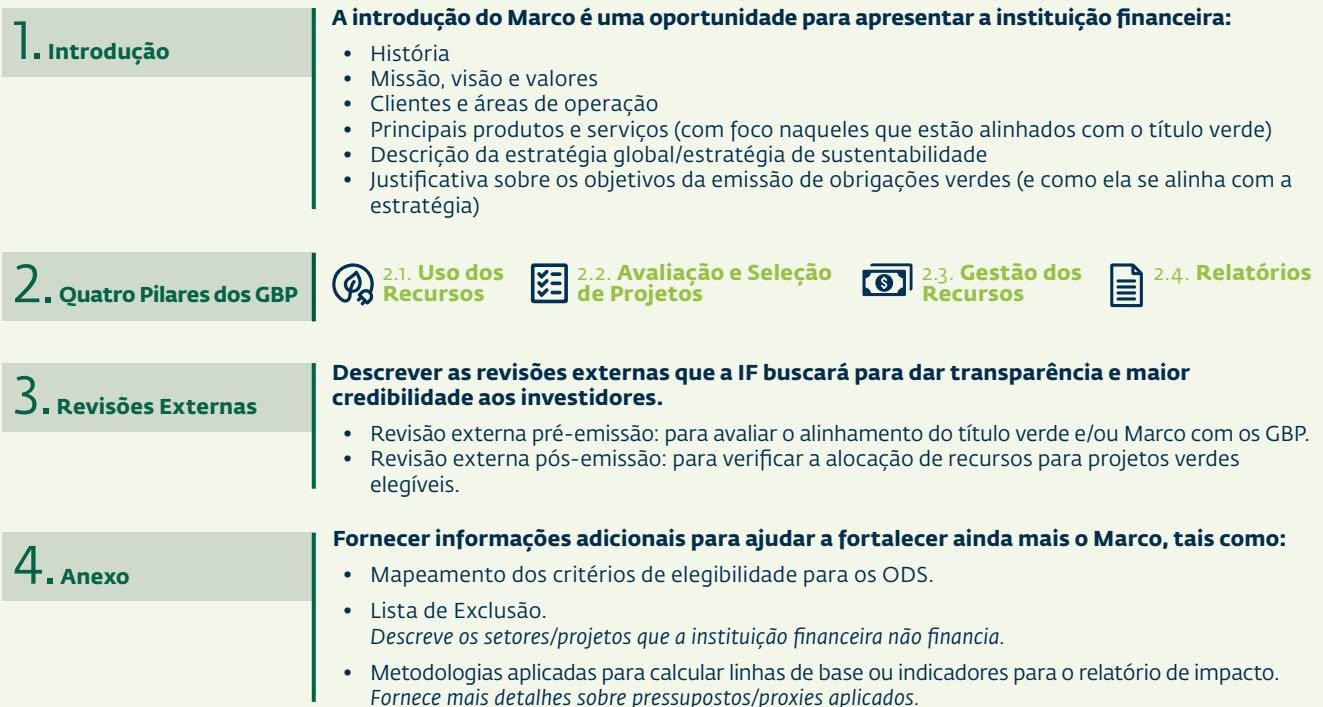 1. Introdução
A introdução do Marco é uma oportunidade para apresentar a instituição financeira:
• História
• Missão, visão e valores
• Clientes e áreas de operação
• Principais produtos e serviços (com foco naqueles que estão alinhados com o título verde)
• Descrição da estratégia global/estratégia de sustentabilidade
• Justificativa sobre os objetivos da emissão de obrigações verdes (e como ela se alinha com a
estratégia)
2. Quatro Pilares dos GBP
2.1. Uso dos
Recursos
2.2. Avaliação e Seleção
de Projetos
2.3. Gestão dos
Recursos
2.4. Relatórios
3. Revisões Externas
Descrever as revisões externas que a IF buscará para dar transparência e maior
credibilidade aos investidores.
• Revisão externa pré-emissão: para avaliar o alinhamento do título verde e/ou Marco com os GBP.
• Revisão externa pós-emissão: para verificar a alocação de recursos para projetos verdes
elegíveis.
4. Anexo
Fornecer informações adicionais para ajudar a fortalecer ainda mais o Marco, tais como:
• Mapeamento dos critérios de elegibilidade para os ODS.
• Lista de Exclusão.
Descreve os setores/projetos que a instituição financeira não financia.
• Metodologias aplicadas para calcular linhas de base ou indicadores para o relatório de impacto.
Fornece mais detalhes sobre pressupostos/proxies aplicados.